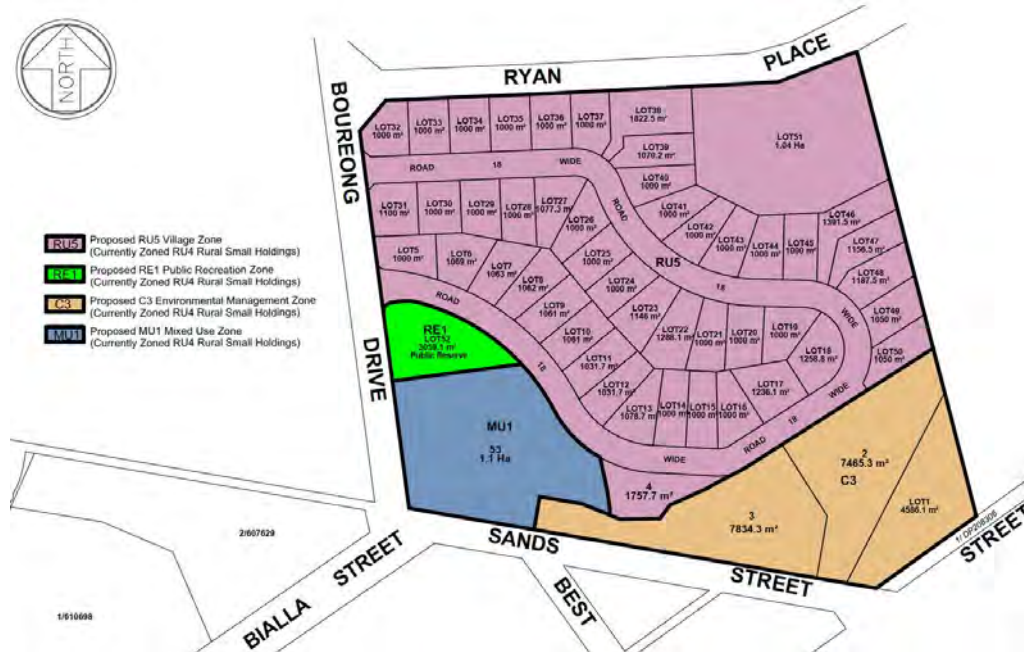 NORTH
RYAN
PLACE
BOUREONG
DRIVE
RU5
Proposed RU5 Village Zone
(Currently Zoned RU4 Rural Small Holdings)
RE1
Proposed RE1 Public Recreation Zone
(Currently Zoned RU4 Rural Small Holdings)
C3
Proposed C3 Environmental Management Zone
(Currently Zoned RU4 Rural Small Holdings)
MU1
Proposed MU1 Mixed Use Zone
(Currently Zoned RU4 Rural Small Holdings)
LOT32
1000 m²
LOT33
1000 m²
LOT34
1000 m²
LOT35
1000 m²
LOT36
1000 m²
LOT37
1000 m²
LOT38
1822.5 m²
LOT39
1070.2 m²
LOT40
1000 m²
LOT51
1.04 Ha
ROAD
18
WIDE
LOT31
1100 m²
LOT30
1000 m²
LOT29
1000 m²
LOT28
1000 m²
LOT27
1077.3 m²
LOT26
1000 m²
LOT25
1000 m²
LOT24
1000 m²
LOT23
1146 m²
LOT22
1288.1 m²
LOT21
1000 m²
LOT20
1000 m²
LOT19
1000 m²
LOT18
1258.8 m²
LOT17
1236.1 m²
ROAD
RU5
18
WIDE
LOT41
1000 m²
LOT42
1000 m²
LOT43
1000 m²
LOT44
1000 m²
LOT45
1000 m²
LOT46
1391.5 m²
LOT47
1156.5 m²
LOT48
1187.5 m²
LOT49
1050 m²
LOT50
1050 m²
LOT5
1000 m²
LOT6
1069 m²
LOT7
1063 m²
LOT8
1062 m²
LOT9
1061 m²
LOT10
1061 m²
LOT11
1031.7 m²
LOT12
1031.7 m²
LOT13
1078.7 m²
LOT14
1000 m²
LOT15
1000 m²
LOT16
1000 m²
ROAD
18
WIDE
ROAD
18
WIDE
RE1
LOT52
Public Reserve
MU1
53
1.1 Ha
4
1757.7 m²
3
7834.3 m²
2
7465.3 m²
C3
LOT1
4586.1 m²
1/ DP208306
2/607629
1/610698
BIALLA
STREET
SANDS
STREET
BEST
STREET